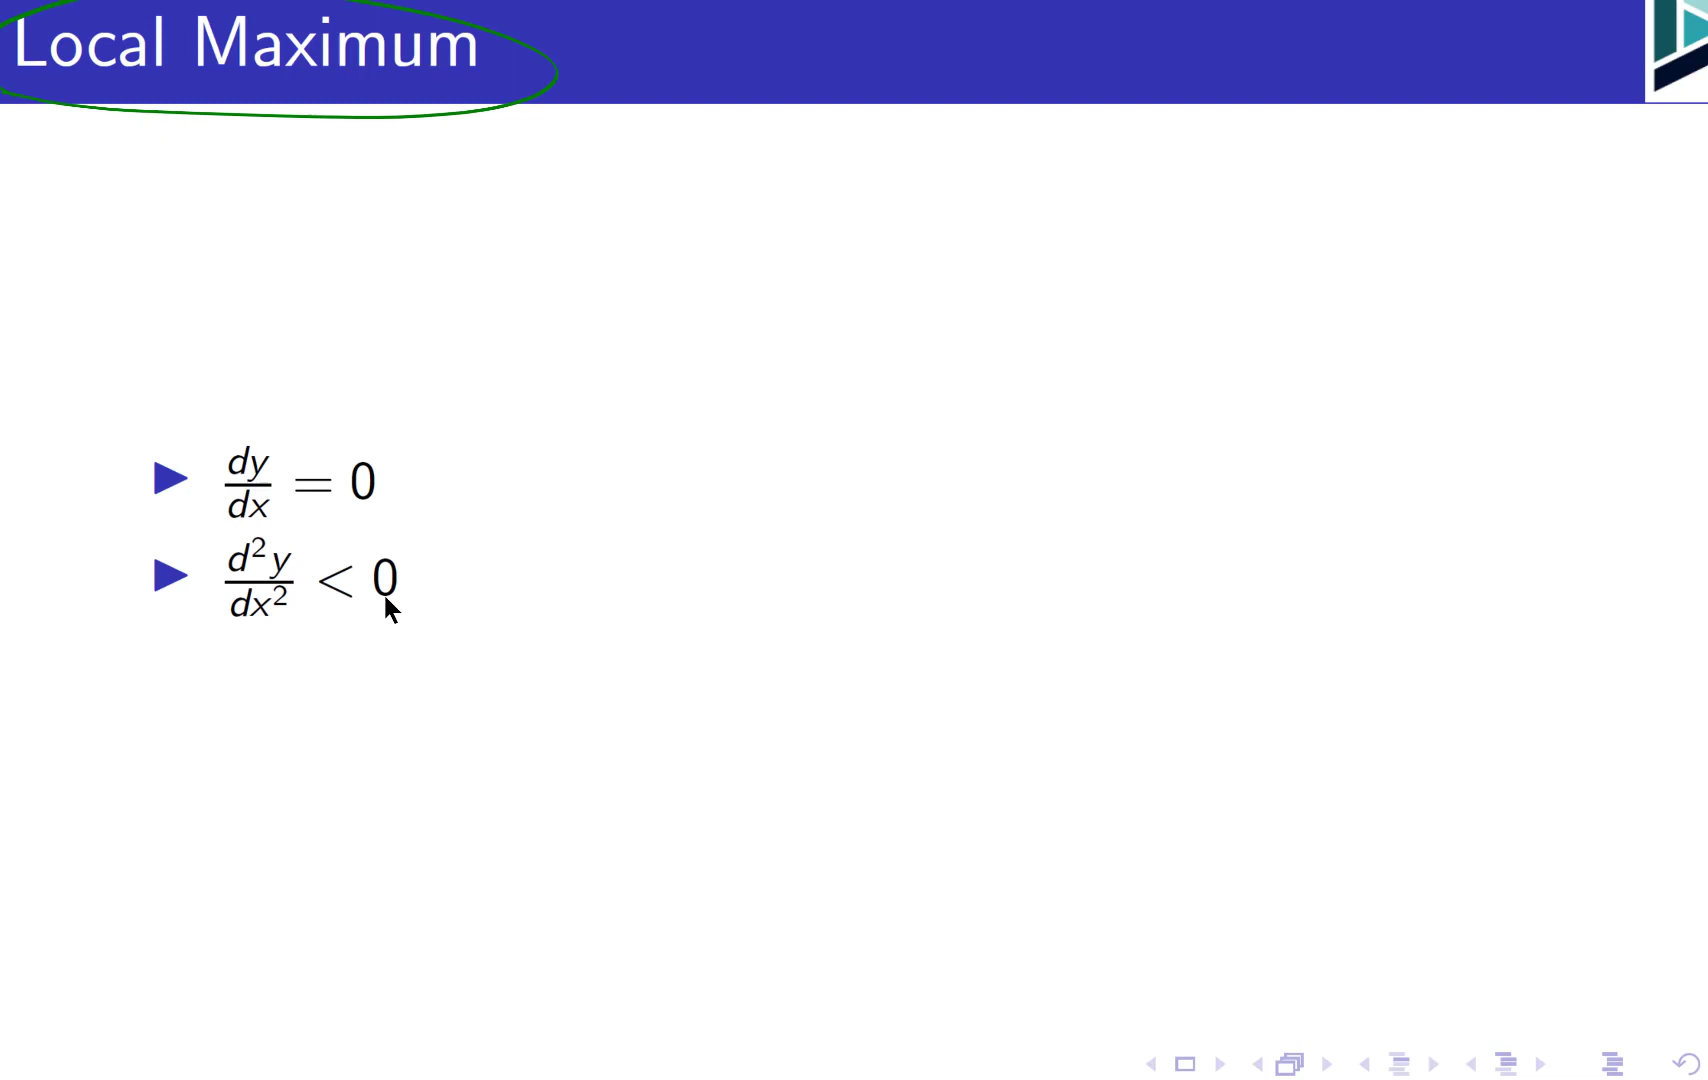 Local Maximum
dy/dx = 0
d²y/dx² < 0